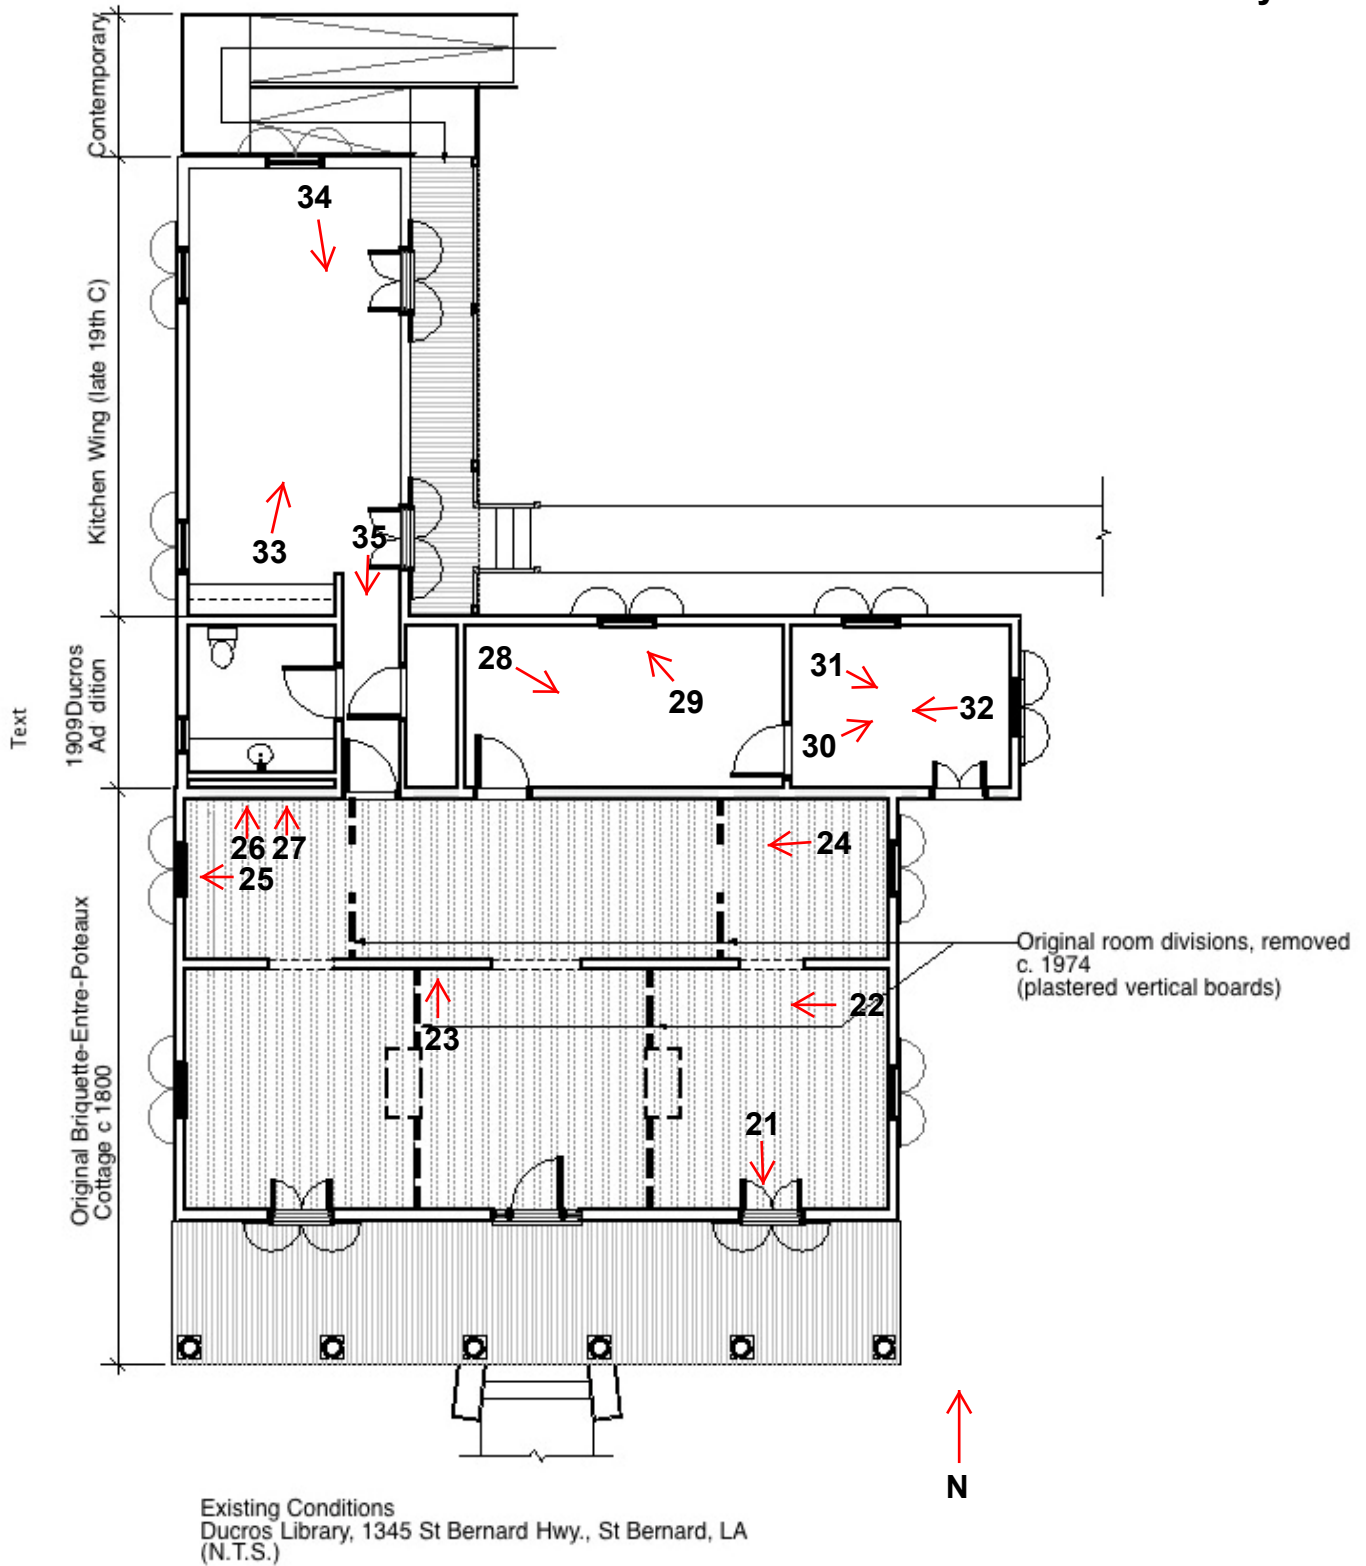 y
Contemporary
34
Kitchen Wing (late 19th C)
33
35
Text
1909Ducros
Ad dition
28
29
31
32
30
26 27
25
24
Original Briquette-Entre-Poteaux
Cottage c 1800
22
23
21
Original room divisions, removed
c. 1974
(plastered vertical boards)
N
Existing Conditions
Ducros Library, 1345 St Bernard Hwy., St Bernard, LA
(N.T.S.)